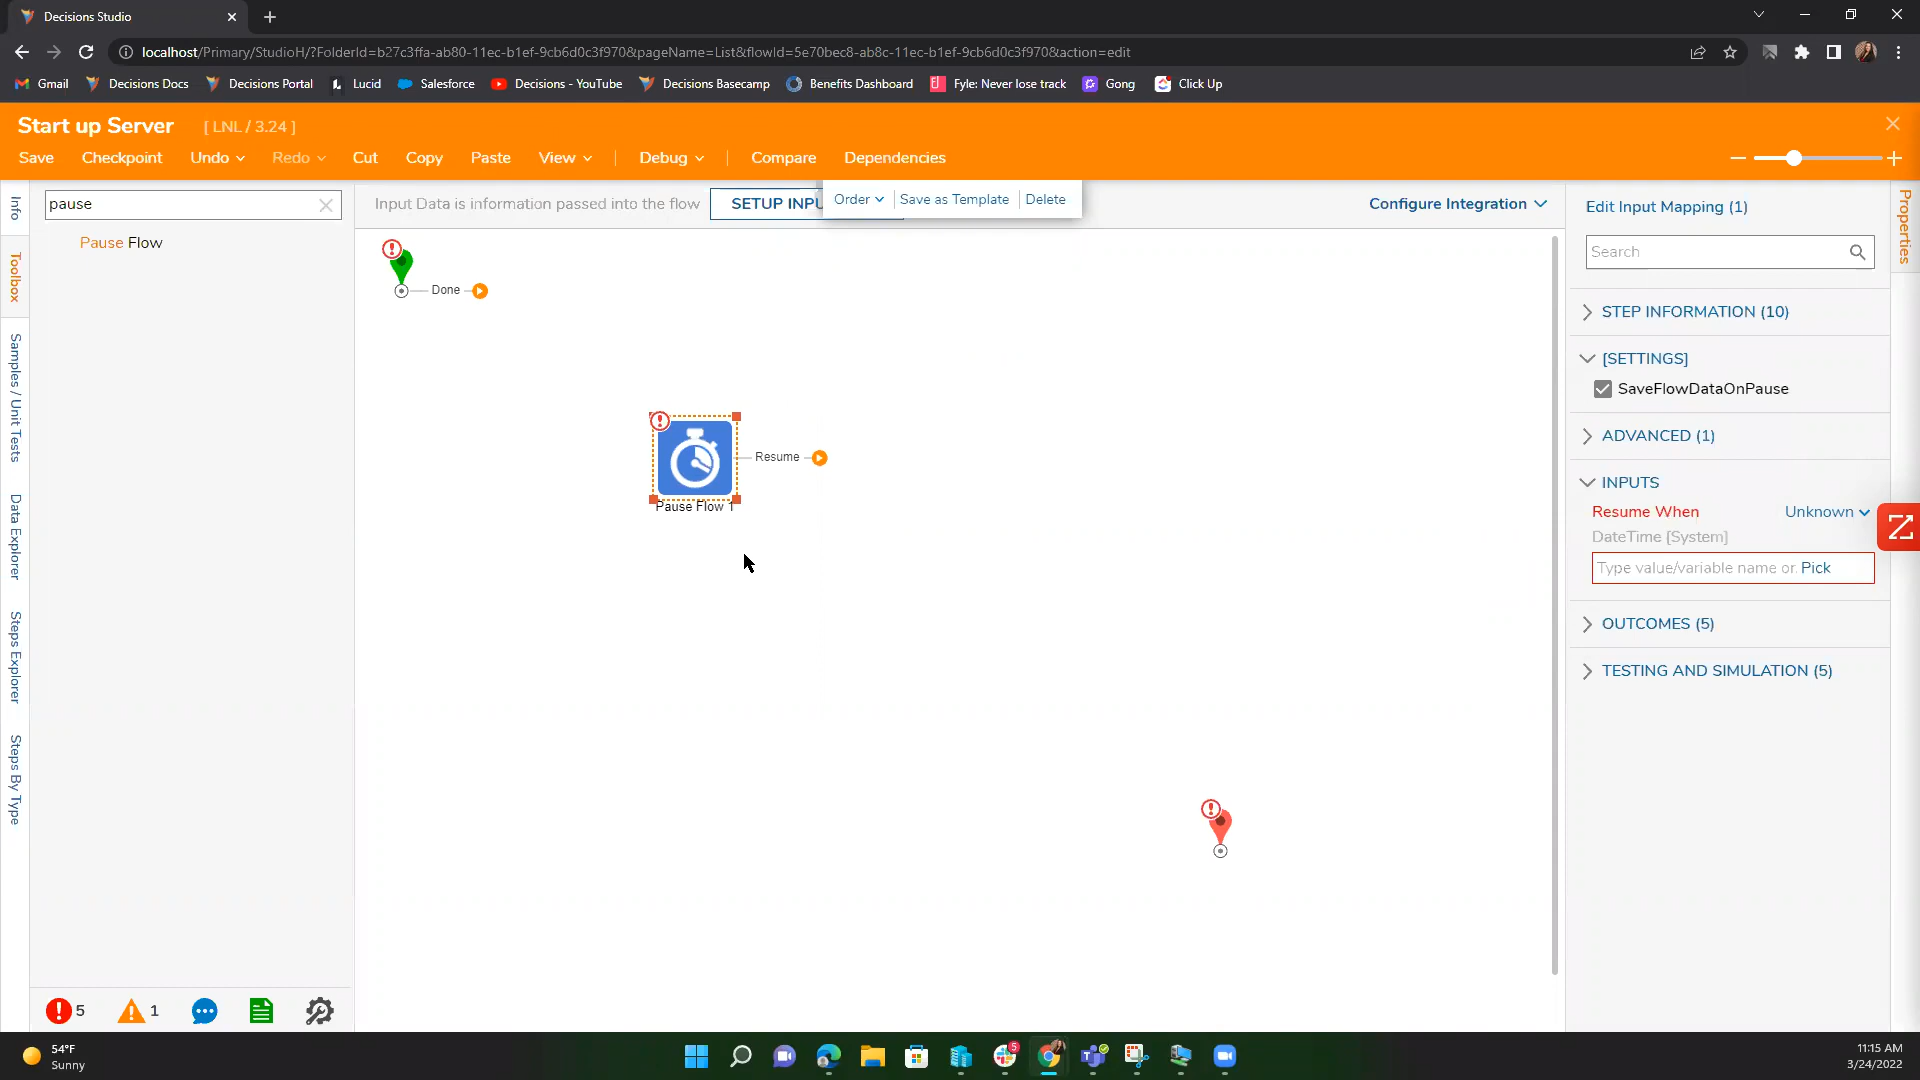 Decisions Studio
localhost/Primary/StudioH/?FolderId=b27c3ffa-ab80-11ec-b1ef-9cb6d0c3f970&pageName=List&flowId=5e70bec8-ab8c-11ec-b1ef-9cb6d0c3f970&action=edit
Gmail Decisions Docs Decisions Portal Lucid Salesforce Decisions - YouTube Decisions Basecamp Benefits Dashboard Fyle: Never lose track Gong Click Up
Start up Server [ LNL / 3.24 ]
Save Checkpoint Undo Redo Cut Copy Paste View Debug Compare Dependencies
Info
Toolbox
Samples / Unit Tests
Data Explorer
Steps Explorer
Steps By Type
pause
Pause Flow
Input Data is information passed into the flow SETUP INPU
Order Save as Template Delete
Configure Integration
Done
Resume
Pause Flow 1
Edit Input Mapping (1)
Search
STEP INFORMATION (10)
[SETTINGS]
SaveFlowDataOnPause
ADVANCED (1)
INPUTS
Resume When Unknown
DateTime [System]
Type value/variable name or Pick
OUTCOMES (5)
TESTING AND SIMULATION (5)
Properties
5 1
54°F
Sunny
5
11:15 AM
3/24/2022